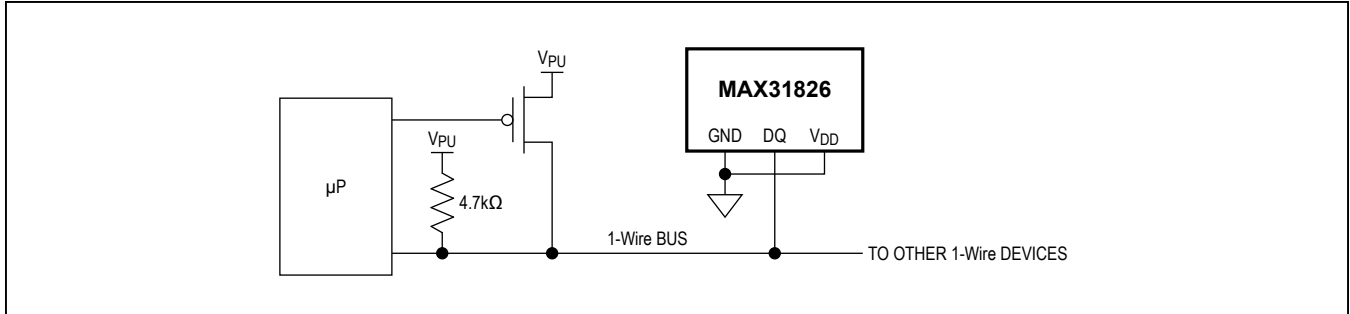 VPU
MAX31826
GND DQ VDD
VPU
µP
4.7kΩ
1-Wire BUS
TO OTHER 1-Wire DEVICES